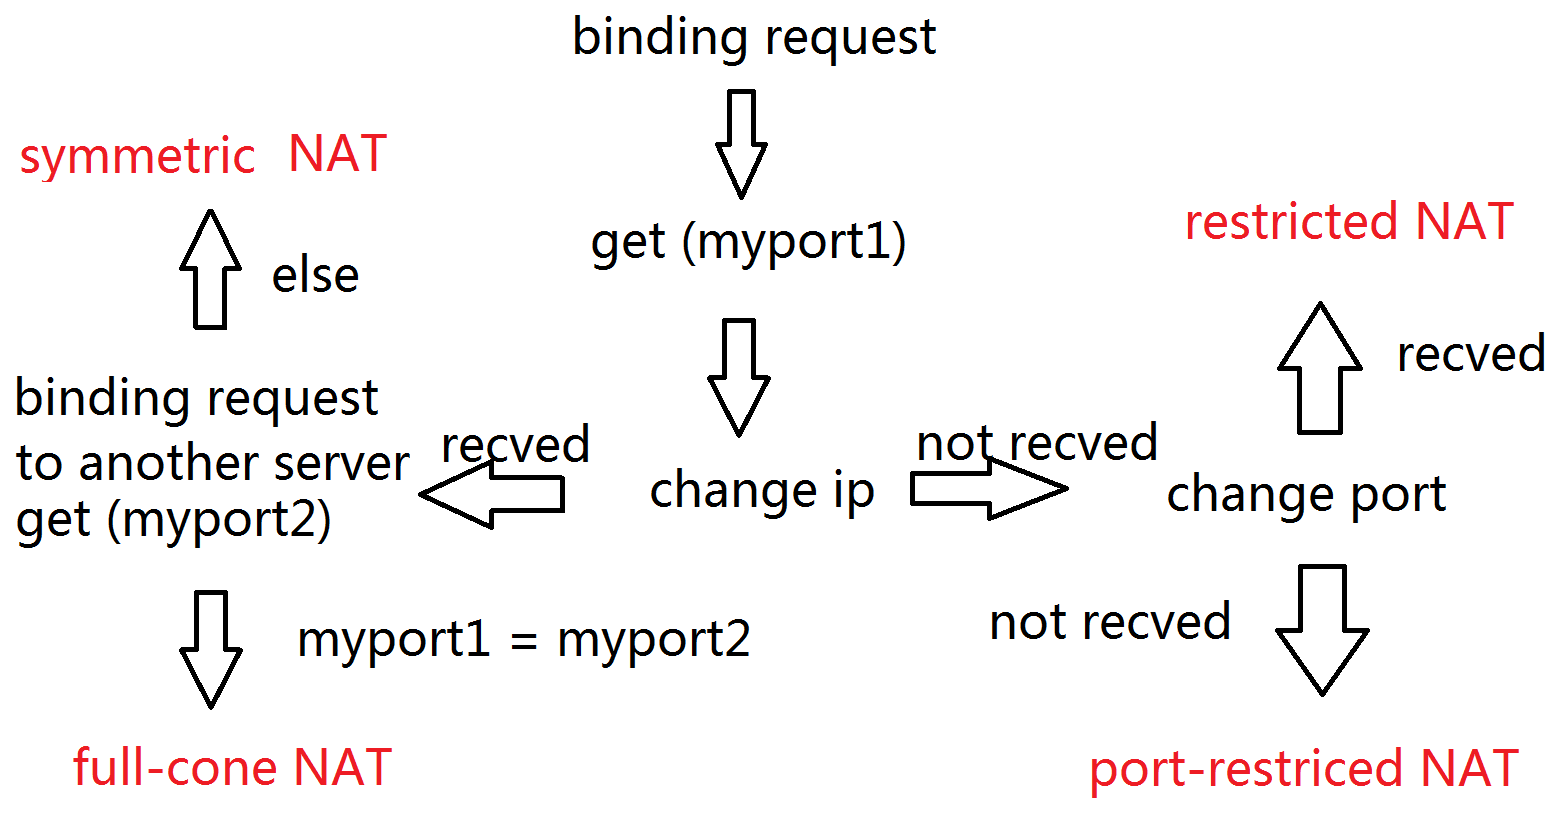 binding request
symmetric NAT
get (myport1)
restricted NAT
else
recved
binding request
to another server
get (myport2)
recved
change ip
not recved
change port
not recved
myport1 = myport2
full-cone NAT
port-restriced NAT